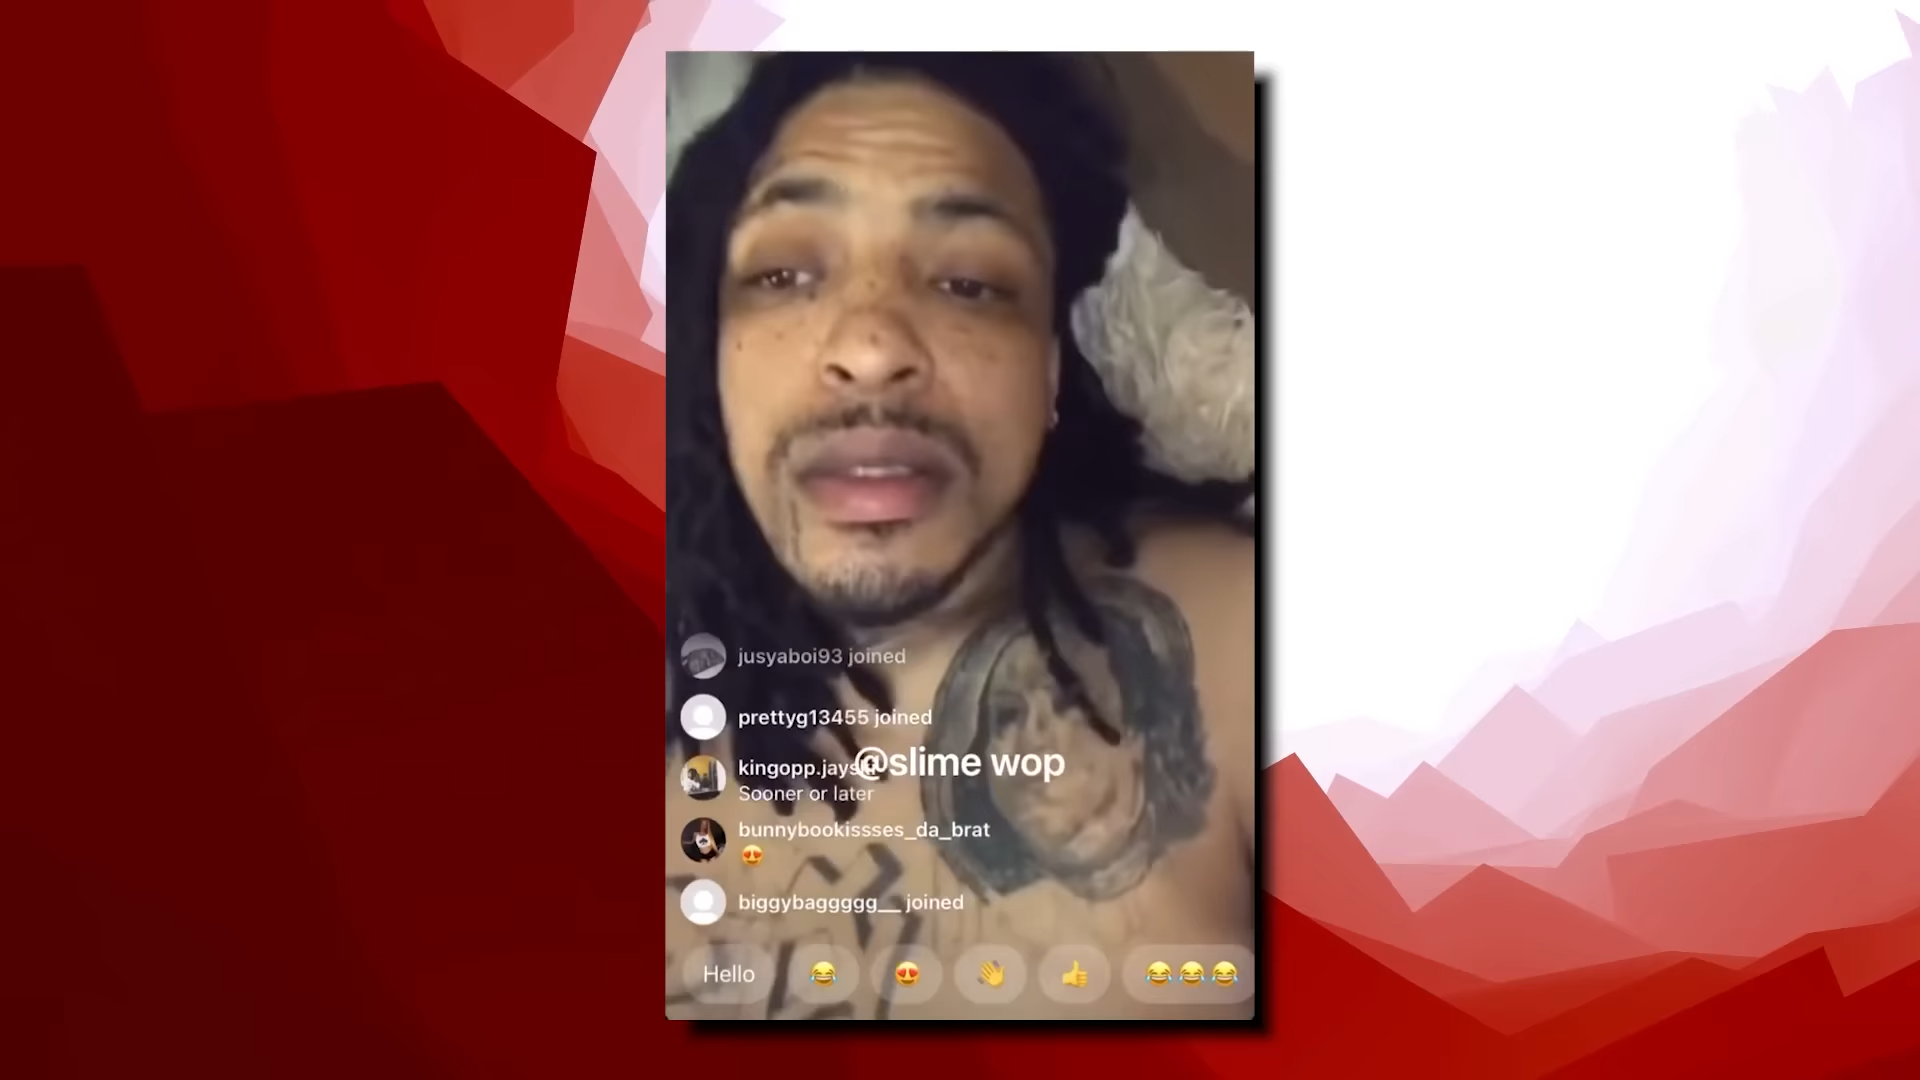 jusyaboi93 joined
prettyg13455 joined
@slime wop
Sooner or later
bunnybookissses_da_brat
😍
biggybaggggg__ joined
Hello 😂 😍 👋 👍 😂😂😂